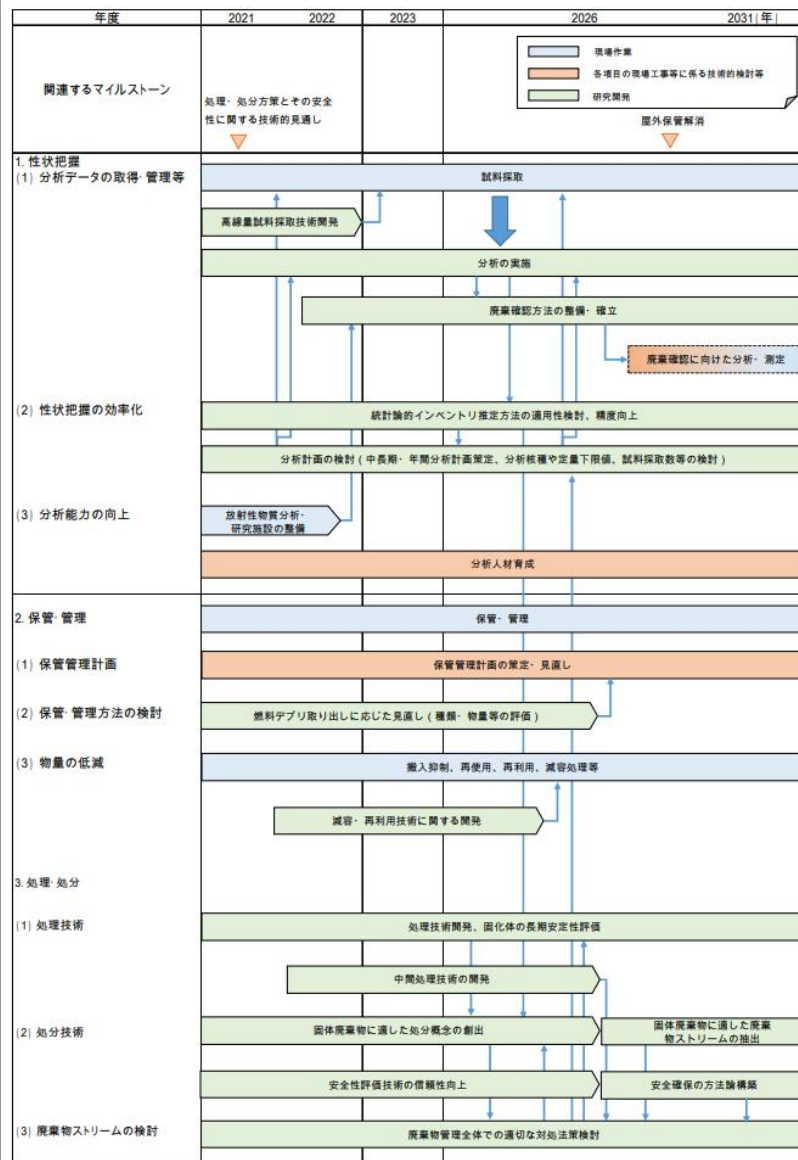 年度 2021 2022 2023 2026 2031(年)
現場作業
各項目の現場工事等に係る技術的検討等
研究開発
関連するマイルストーン
処理・処分方策とその安全
性に関する技術的見通し
屋外保管解消
1. 性状把握
(1) 分析データの取得・管理等
試料採取
高線量試料採取技術開発
分析の実施
廃棄確認方法の整備・確立
廃棄確認に向けた分析・測定
(2) 性状把握の効率化
統計論的インベントリ推定方法の適用性検討、精度向上
分析計画の検討(中長期・年間分析計画策定、分析核種や定量下限値、試料採取数等の検討)
(3) 分析能力の向上
放射性物質分析・
研究施設の整備
分析人材育成
2. 保管・管理
保管・管理
(1) 保管管理計画
保管管理計画の策定・見直し
(2) 保管・管理方法の検討
燃料デブリ取り出しに応じた見直し(種類・物量等の評価)
(3) 物量の低減
搬入抑制、再使用、再利用、減容処理等
減容・再利用技術に関する開発
3. 処理・処分
(1) 処理技術
処理技術開発、固化体の長期安定性評価
中間処理技術の開発
(2) 処分技術
固体廃棄物に適した処分概念の創出
固体廃棄物に適した廃棄
物ストリームの抽出
安全性評価技術の信頼性向上
安全確保の方法論構築
(3) 廃棄物ストリームの検討
廃棄物管理全体での適切な対処法策検討